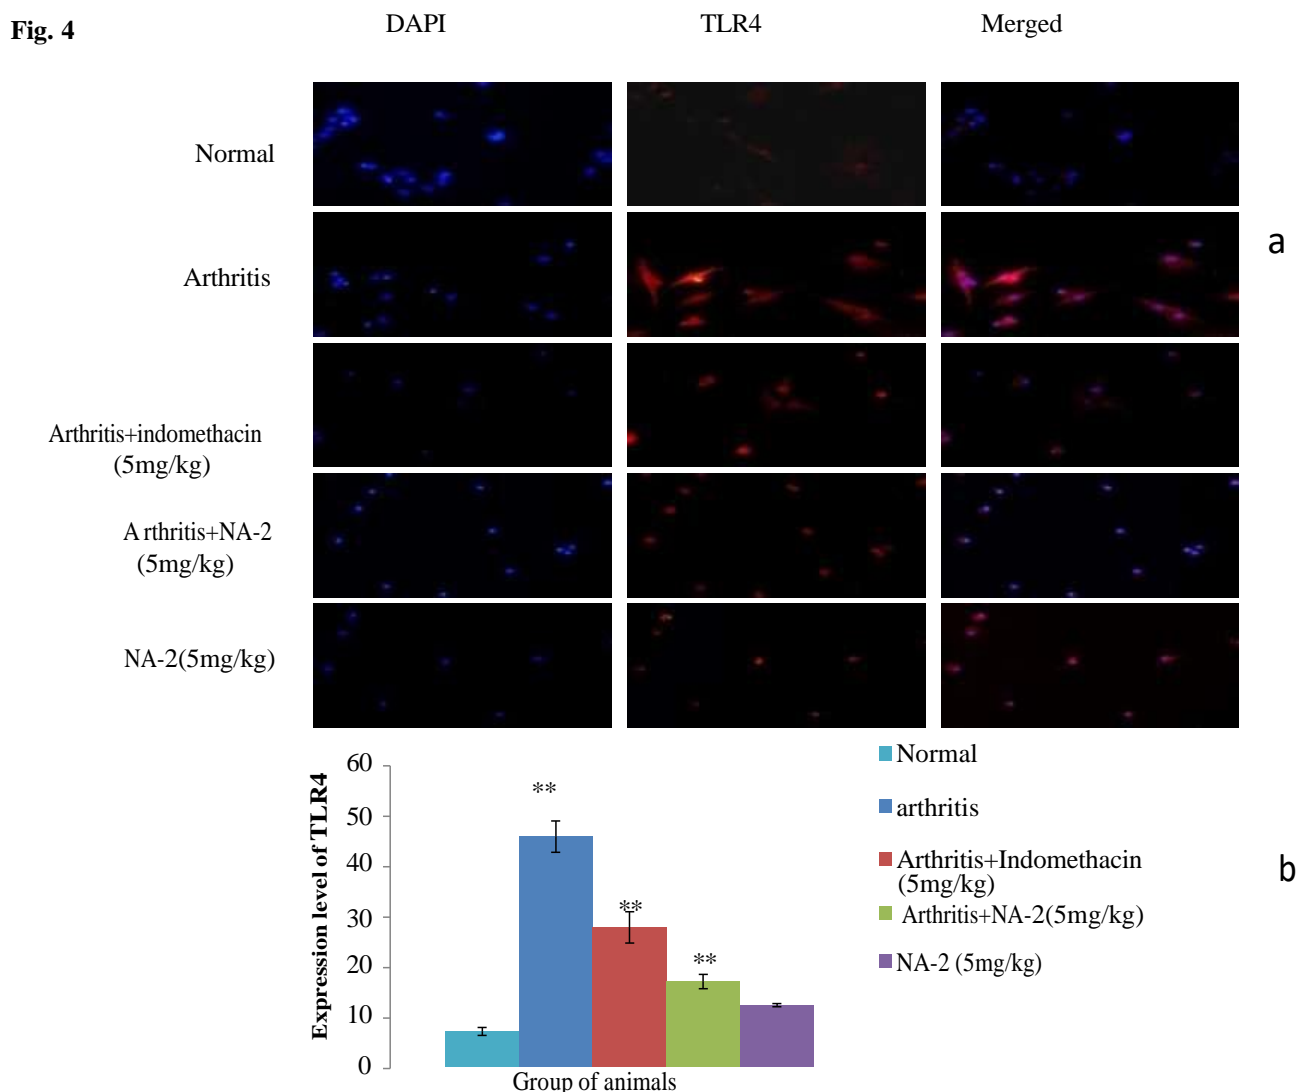 Fig. 4
DAPI
TLR4
Merged
Normal
Arthritis
a
Arthritis+indomethacin
(5mg/kg)
A rthritis+NA-2
(5mg/kg)
NA-2(5mg/kg)
Expression level of TLR4
60
50
40
30
20
10
0
**
**
**
Group of animals
Normal
arthritis
Arthritis+Indomethacin
(5mg/kg)
Arthritis+NA-2(5mg/kg)
NA-2 (5mg/kg)
b